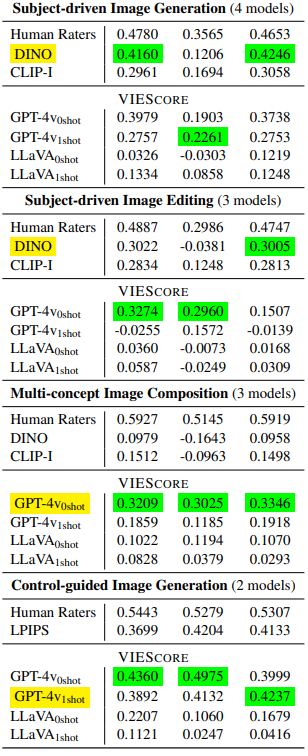 Subject-driven Image Generation (4 models)
Human Raters 0.4780 0.3565 0.4653
DINO 0.4160 0.1206 0.4246
CLIP-I 0.2961 0.1694 0.3058
VIESCORE
GPT-4v0shot 0.3979 0.1903 0.3738
GPT-4v1shot 0.2757 0.2261 0.2753
LLaVA0shot 0.0326 -0.0303 0.1219
LLaVA1shot 0.1334 0.0858 0.1248
Subject-driven Image Editing (3 models)
Human Raters 0.4887 0.2986 0.4747
DINO 0.3022 -0.0381 0.3005
CLIP-I 0.2834 0.1248 0.2813
VIESCORE
GPT-4v0shot 0.3274 0.2960 0.1507
GPT-4v1shot -0.0255 0.1572 -0.0139
LLaVA0shot 0.0360 -0.0073 0.0168
LLaVA1shot 0.0587 -0.0249 0.0309
Multi-concept Image Composition (3 models)
Human Raters 0.5927 0.5145 0.5919
DINO 0.0979 -0.1643 0.0958
CLIP-I 0.1512 -0.0963 0.1498
VIESCORE
GPT-4v0shot 0.3209 0.3025 0.3346
GPT-4v1shot 0.1859 0.1185 0.1918
LLaVA0shot 0.1022 0.1194 0.1070
LLaVA1shot 0.0828 0.0379 0.0293
Control-guided Image Generation (2 models)
Human Raters 0.5443 0.5279 0.5307
LPIPS 0.3699 0.4204 0.4133
VIESCORE
GPT-4v0shot 0.4360 0.4975 0.3999
GPT-4v1shot 0.3892 0.4132 0.4237
LLaVA0shot 0.2207 0.1060 0.1679
LLaVA1shot 0.1121 0.0247 0.0416